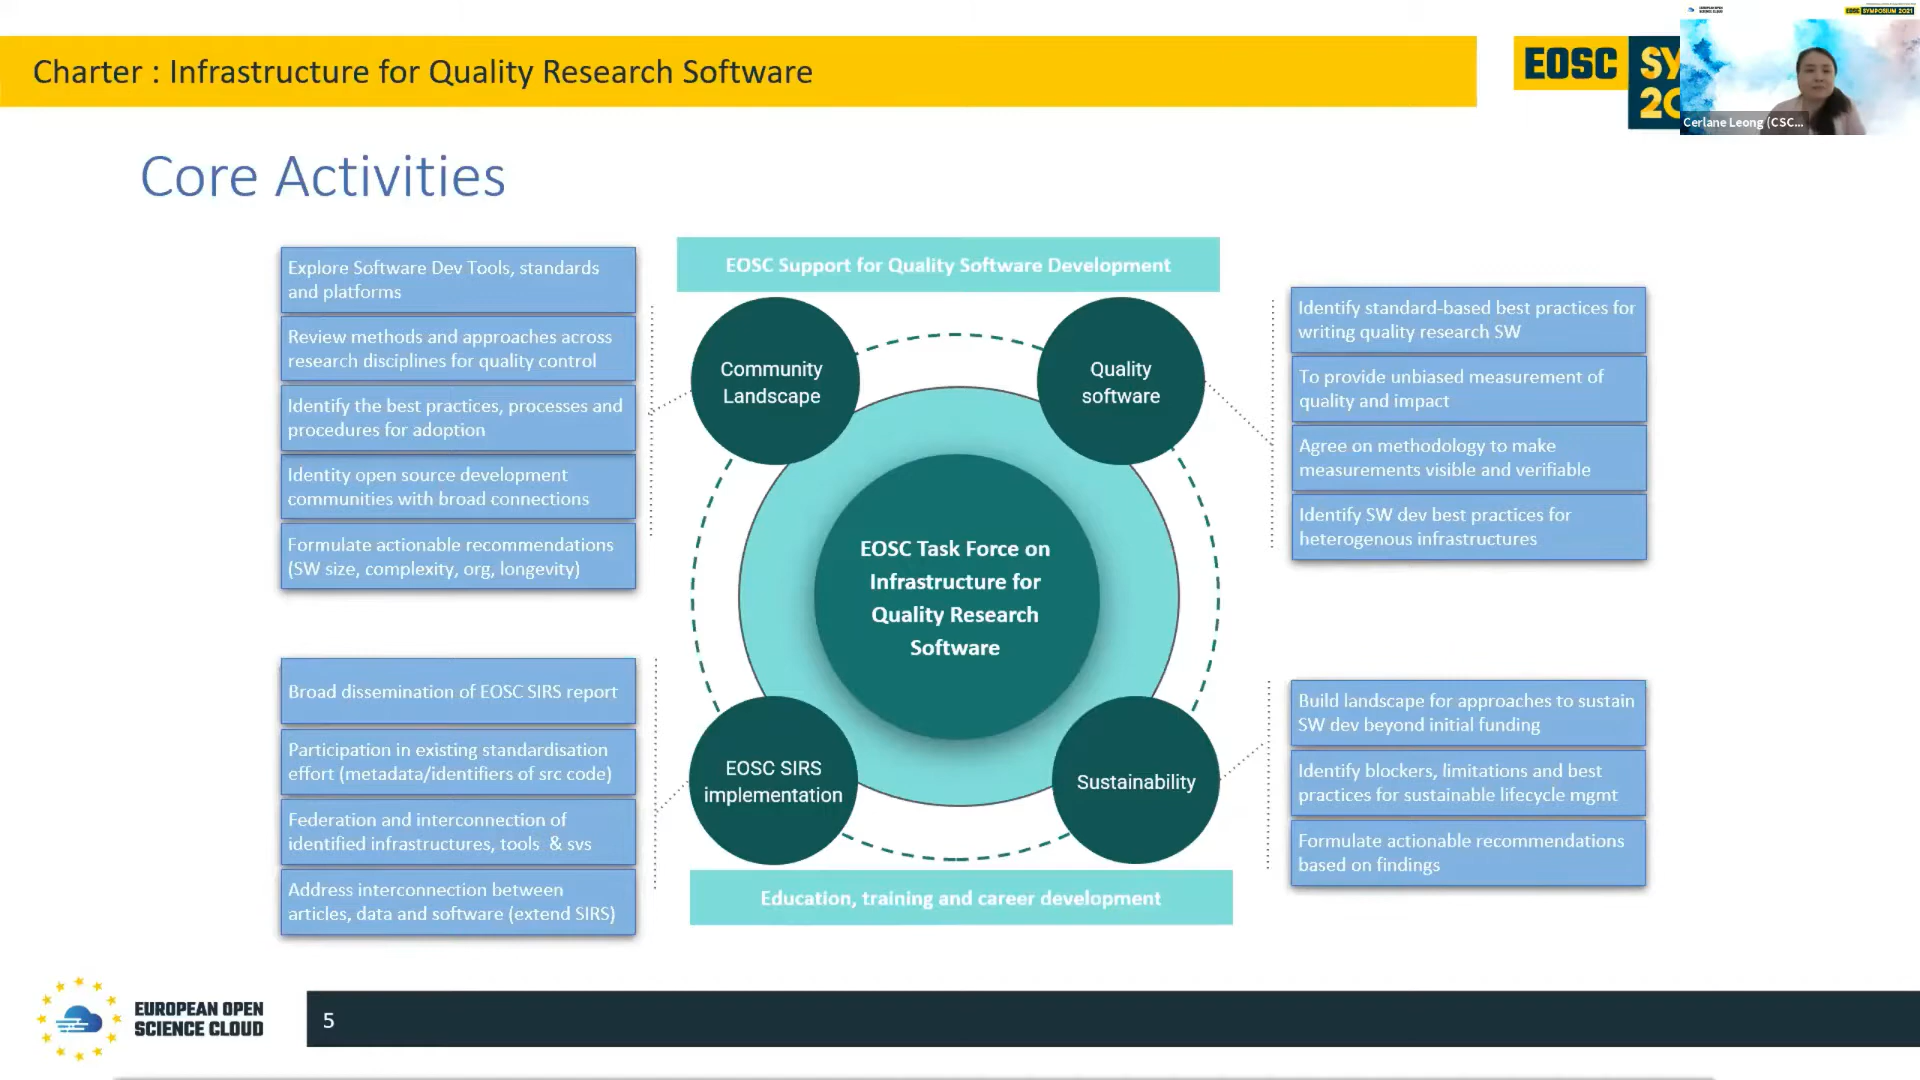 Charter : Infrastructure for Quality Research Software
EOSC
SY
20
EUROPEAN OPEN
SCIENCE CLOUD
EOSC SYMPOSIUM 2021
Cerlane Leong (CSC...
Core Activities
Explore Software Dev Tools, standards
and platforms
Review methods and approaches across
research disciplines for quality control
Identify the best practices, processes and
procedures for adoption
Identity open source development
communities with broad connections
Formulate actionable recommendations
(SW size, complexity, org, longevity)
EOSC Support for Quality Software Development
Community
Landscape
Quality
software
Identify standard-based best practices for
writing quality research SW
To provide unbiased measurement of
quality and impact
Agree on methodology to make
measurements visible and verifiable
Identify SW dev best practices for
heterogenous infrastructures
EOSC Task Force on
Infrastructure for
Quality Research
Software
Broad dissemination of EOSC SIRS report
Participation in existing standardisation
effort (metadata/identifiers of src code)
Federation and interconnection of
identified infrastructures, tools & svs
Address interconnection between
articles, data and software (extend SIRS)
EOSC SIRS
implementation
Sustainability
Build landscape for approaches to sustain
SW dev beyond initial funding
Identify blockers, limitations and best
practices for sustainable lifecycle mgmt
Formulate actionable recommendations
based on findings
Education, training and career development
EUROPEAN OPEN
SCIENCE CLOUD
5